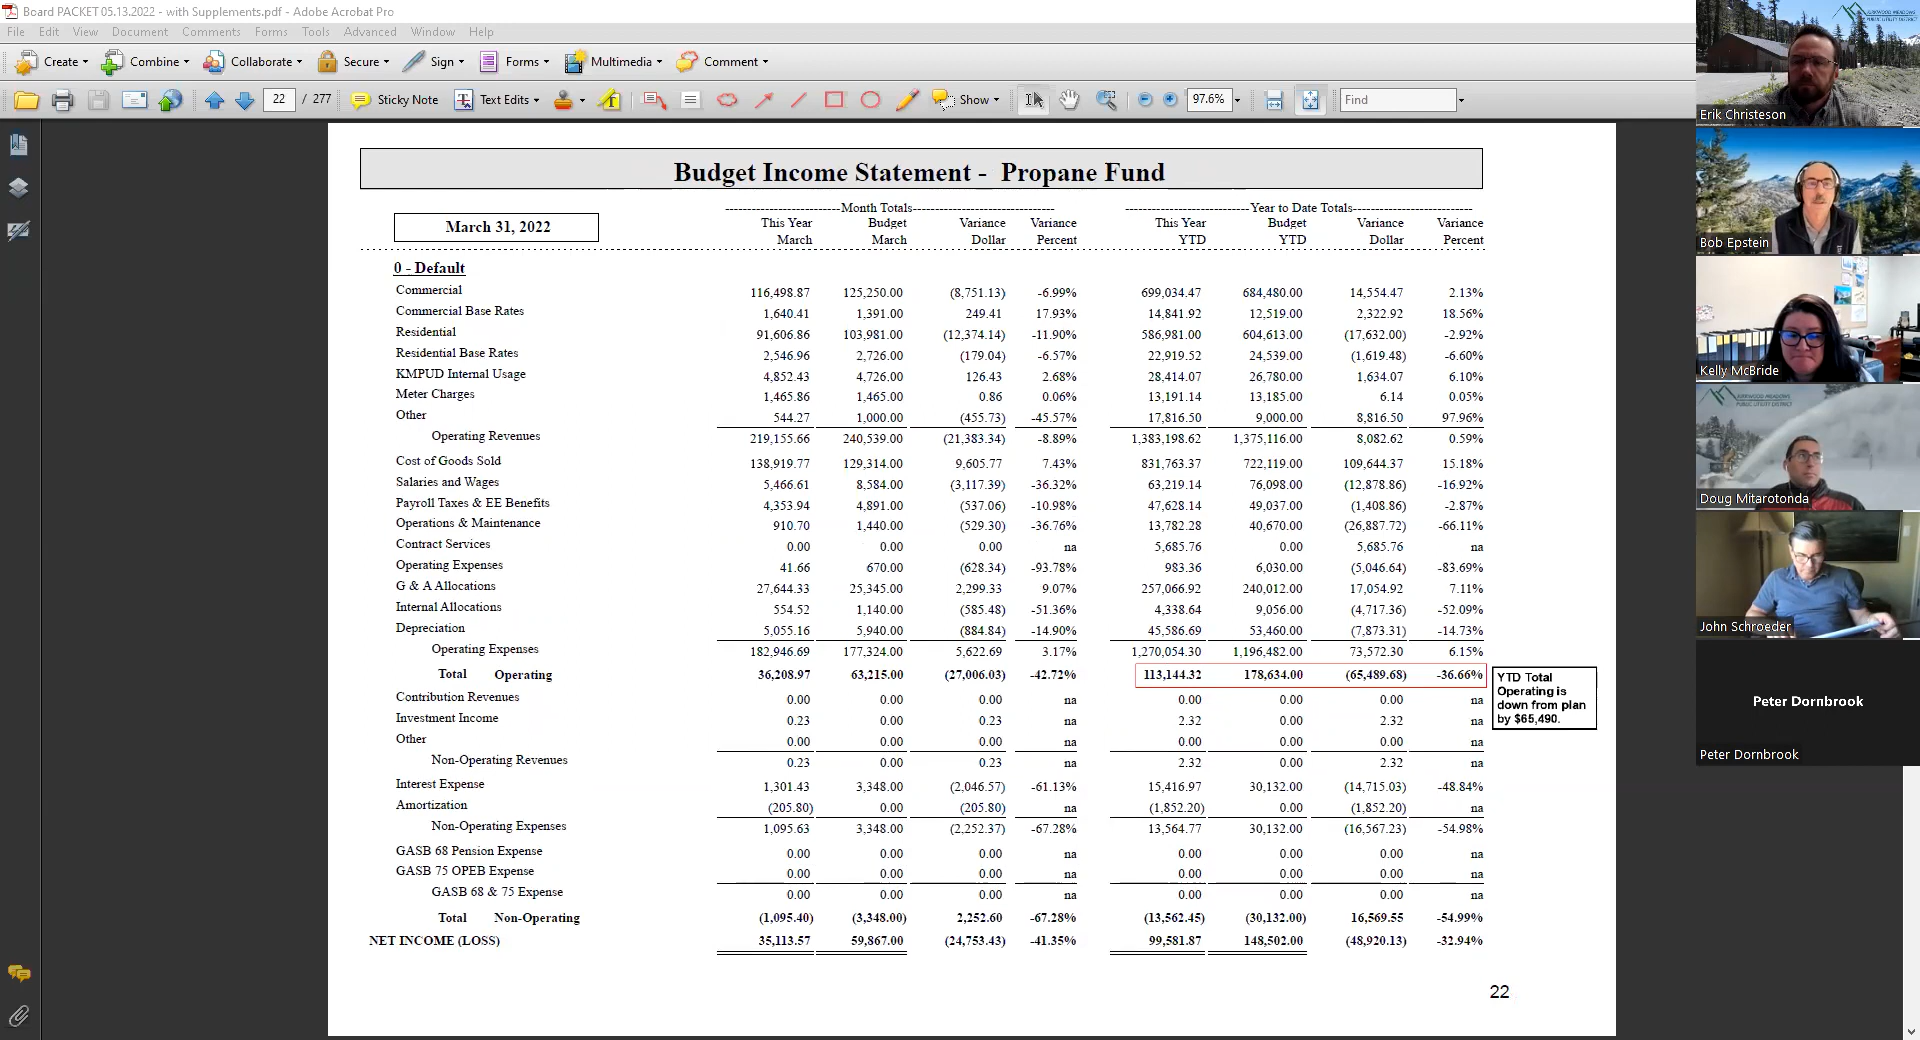 Board PACKET 05.13.2022 - with Supplements.pdf - Adobe Acrobat Pro
File Edit View Document Comments Forms Tools Advanced Window Help
Create Combine Collaborate Secure Sign Forms Multimedia Comment
22 / 277 Sticky Note Text Edits Show 97.6% Find
Budget Income Statement - Propane Fund
Month Totals Year to Date Totals
March 31, 2022
This Year Budget Variance Variance This Year Budget Variance Variance
March March Dollar Percent YTD YTD Dollar Percent
0 - Default
Commercial 116,498.87 125,250.00 (8,751.13) -6.99% 699,034.47 684,480.00 14,554.47 2.13%
Commercial Base Rates 1,640.41 1,391.00 249.41 17.93% 14,841.92 12,519.00 2,322.92 18.56%
Residential 91,606.86 103,981.00 (12,374.14) -11.90% 586,981.00 604,613.00 (17,632.00) -2.92%
Residential Base Rates 2,546.96 2,726.00 (179.04) -6.57% 22,919.52 24,539.00 (1,619.48) -6.60%
KMPUD Internal Usage 4,852.43 4,726.00 126.43 2.68% 28,414.07 26,780.00 1,634.07 6.10%
Meter Charges 1,465.86 1,465.00 0.86 0.06% 13,191.14 13,185.00 6.14 0.05%
Other 544.27 1,000.00 (455.73) -45.57% 17,816.50 9,000.00 8,816.50 97.96%
Operating Revenues 219,155.66 240,539.00 (21,383.34) -8.89% 1,383,198.62 1,375,116.00 8,082.62 0.59%
Cost of Goods Sold 138,919.77 129,314.00 9,605.77 7.43% 831,763.37 722,119.00 109,644.37 15.18%
Salaries and Wages 5,466.61 8,584.00 (3,117.39) -36.32% 63,219.14 76,098.00 (12,878.86) -16.92%
Payroll Taxes & EE Benefits 4,353.94 4,891.00 (537.06) -10.98% 47,628.14 49,037.00 (1,408.86) -2.87%
Operations & Maintenance 910.70 1,440.00 (529.30) -36.76% 13,782.28 40,670.00 (26,887.72) -66.11%
Contract Services 0.00 0.00 0.00 na 5,685.76 0.00 5,685.76 na
Operating Expenses 41.66 670.00 (628.34) -93.78% 983.36 6,030.00 (5,046.64) -83.69%
G & A Allocations 27,644.33 25,345.00 2,299.33 9.07% 257,066.92 240,012.00 17,054.92 7.11%
Internal Allocations 554.52 1,140.00 (585.48) -51.36% 4,338.64 9,056.00 (4,717.36) -52.09%
Depreciation 5,055.16 5,940.00 (884.84) -14.90% 45,586.69 53,460.00 (7,873.31) -14.73%
Operating Expenses 182,946.69 177,324.00 5,622.69 3.17% 1,270,054.30 1,196,482.00 73,572.30 6.15%
Total Operating 36,208.97 63,215.00 (27,006.03) -42.72% 113,144.32 178,634.00 (65,489.68) -36.66%
YTD Total
Operating is
down from plan
by $65,490.
Contribution Revenues 0.00 0.00 0.00 na 0.00 0.00 0.00 na
Investment Income 0.23 0.00 0.23 na 2.32 0.00 2.32 na
Other 0.00 0.00 0.00 na 0.00 0.00 0.00 na
Non-Operating Revenues 0.23 0.00 0.23 na 2.32 0.00 2.32 na
Interest Expense 1,301.43 3,348.00 (2,046.57) -61.13% 15,416.97 30,132.00 (14,715.03) -48.84%
Amortization (205.80) 0.00 (205.80) na (1,852.20) 0.00 (1,852.20) na
Non-Operating Expenses 1,095.63 3,348.00 (2,252.37) -67.28% 13,564.77 30,132.00 (16,567.23) -54.98%
GASB 68 Pension Expense 0.00 0.00 0.00 na 0.00 0.00 0.00 na
GASB 75 OPEB Expense 0.00 0.00 0.00 na 0.00 0.00 0.00 na
GASB 68 & 75 Expense 0.00 0.00 0.00 na 0.00 0.00 0.00 na
Total Non-Operating (1,095.40) (3,348.00) 2,252.60 -67.28% (13,562.45) (30,132.00) 16,569.55 -54.99%
NET INCOME (LOSS) 35,113.57 59,867.00 (24,753.43) -41.35% 99,581.87 148,502.00 (48,920.13) -32.94%
22
Erik Christeson
Bob Epstein
Kelly McBride
Doug Mitarotonda
John Schroeder
Peter Dornbrook
Peter Dornbrook